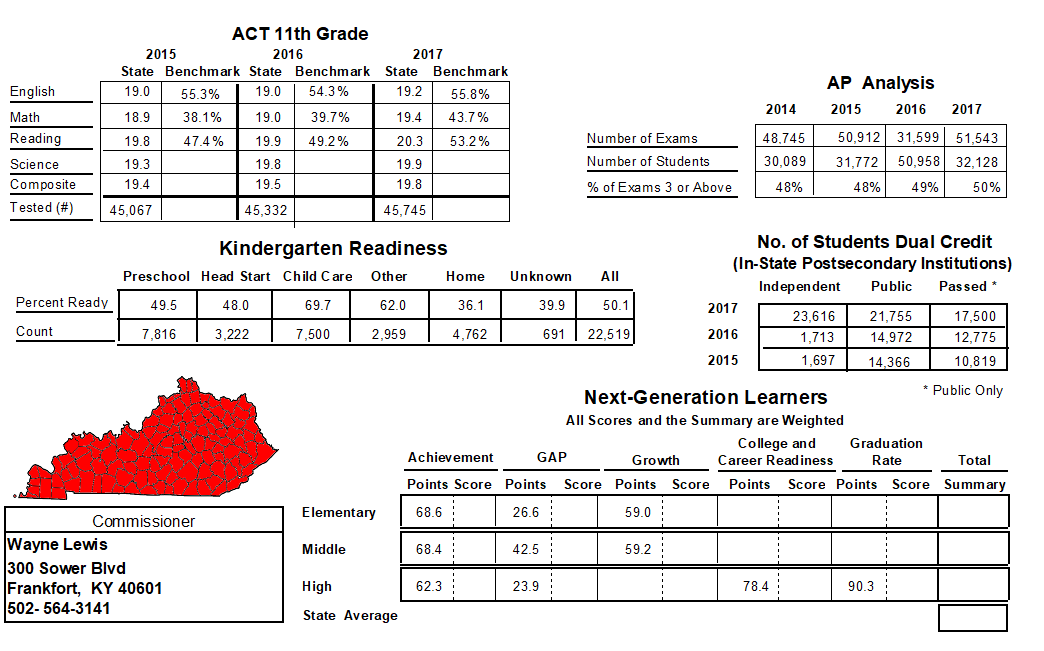 ACT 11th Grade
2015 2016 2017
State Benchmark State Benchmark State Benchmark
English 19.0 55.3% 19.0 54.3% 19.2 55.8%
Math 18.9 38.1% 19.0 39.7% 19.4 43.7%
Reading 19.8 47.4% 19.9 49.2% 20.3 53.2%
Science 19.3 19.8 19.9
Composite 19.4 19.5 19.8
Tested (#) 45,067 45,332 45,745
AP Analysis
2014 2015 2016 2017
Number of Exams 48,745 50,912 31,599 51,543
Number of Students 30,089 31,772 50,958 32,128
% of Exams 3 or Above 48% 48% 49% 50%
Kindergarten Readiness
Preschool Head Start Child Care Other Home Unknown All
Percent Ready 49.5 48.0 69.7 62.0 36.1 39.9 50.1
Count 7,816 3,222 7,500 2,959 4,762 691 22,519
No. of Students Dual Credit
(In-State Postsecondary Institutions)
Independent Public Passed *
2017 23,616 21,755 17,500
2016 1,713 14,972 12,775
2015 1,697 14,366 10,819
* Public Only
Commissioner
Wayne Lewis
300 Sower Blvd
Frankfort, KY 40601
502- 564-3141
Next-Generation Learners
All Scores and the Summary are Weighted
College and Graduation
Achievement GAP Growth Career Readiness Rate Total
Points Score Points Score Points Score Points Score Points Score Summary
Elementary 68.6 26.6 59.0
Middle 68.4 42.5 59.2
High 62.3 23.9 78.4 90.3
State Average